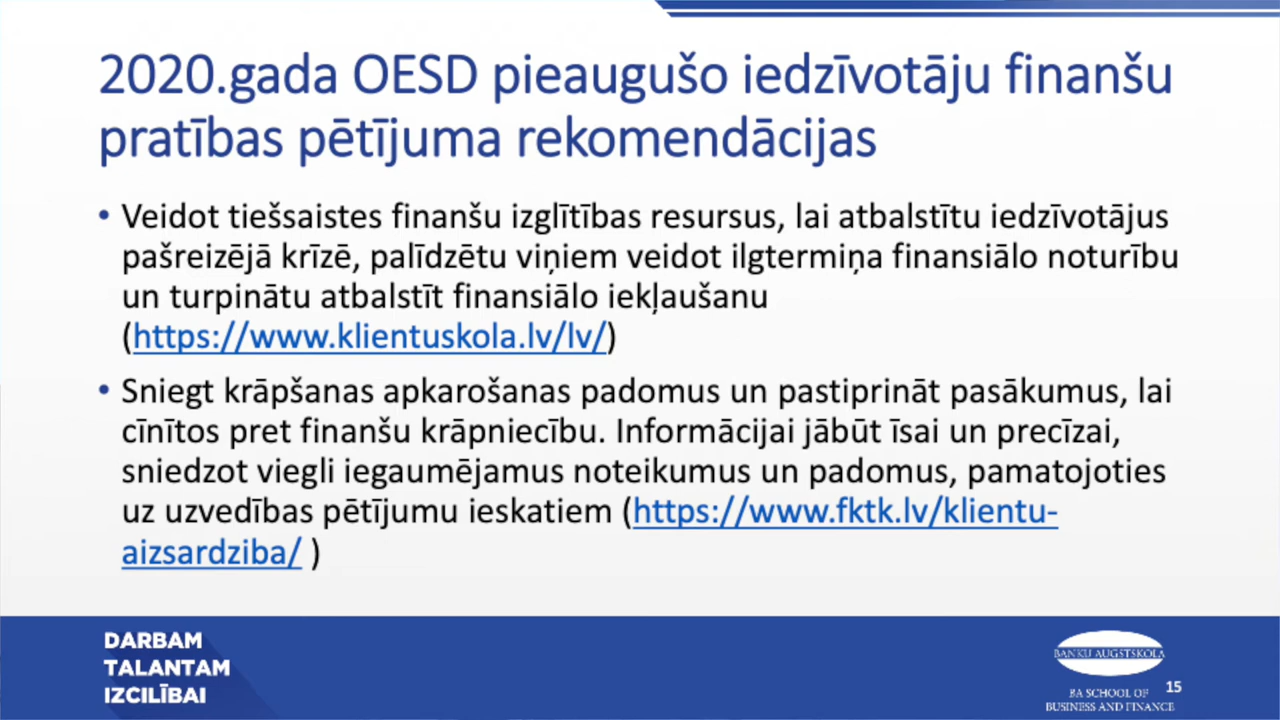 2020.gada OESD pieaugušo iedzīvotāju finanšu
pratības pētījuma rekomendācijas
• Veidot tiešsaistes finanšu izglītības resursus, lai atbalstītu iedzīvotājus
pašreizējā krīzē, palīdzētu viņiem veidot ilgtermiņa finansiālo noturību
un turpinātu atbalstīt finansiālo iekļaušanu
(https://www.klientuskola.lv/lv/)
• Sniegt krāpšanas apkarošanas padomus un pastiprināt pasākumus, lai
cīnītos pret finanšu krāpniecību. Informācijai jābūt īsai un precīzai,
sniedzot viegli iegaumējamus noteikumus un padomus, pamatojoties
uz uzvedības pētījumu ieskatiem (https://www.fktk.lv/klientu-
aizsardziba/ )
DARBAM
TALANTAM
IZCILĪBAI
BANKU AUGSTSKOLA
BA SCHOOL OF
BUSINESS AND FINANCE
15